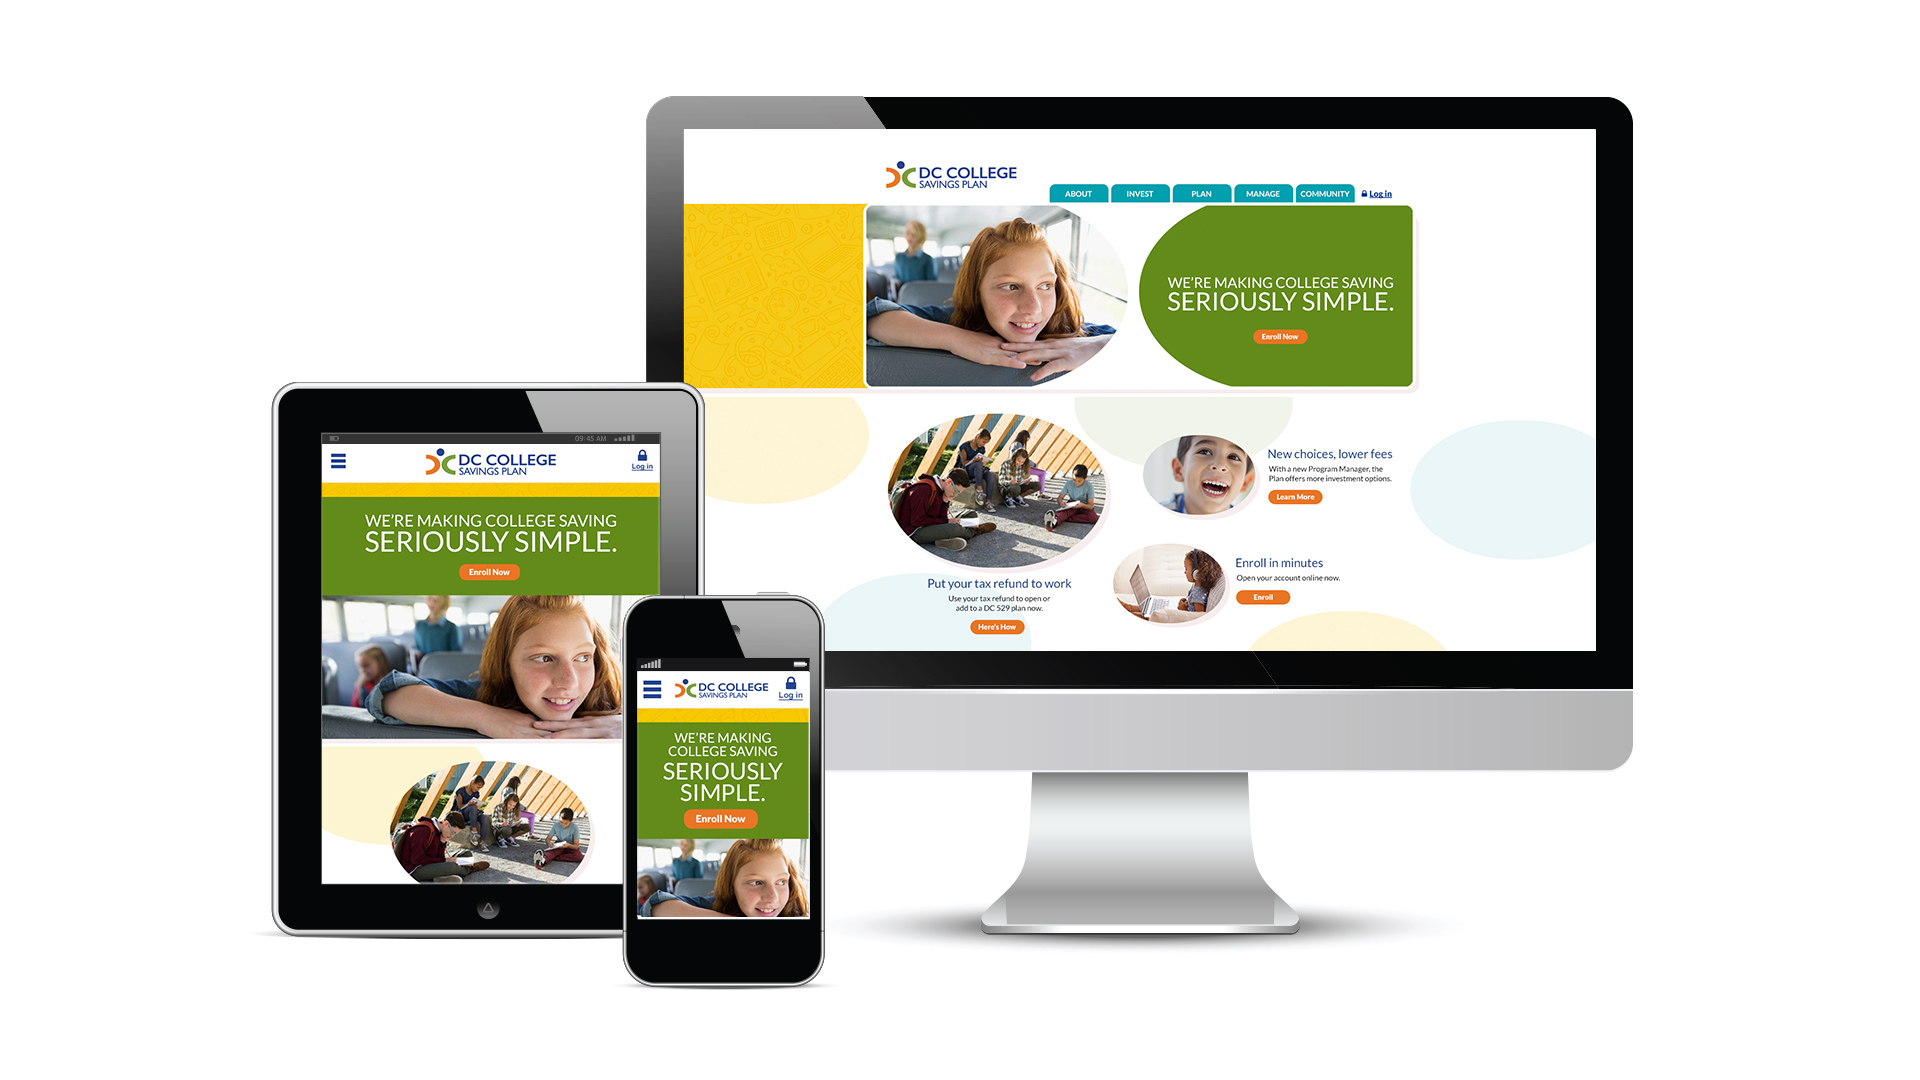 DC COLLEGE
SAVINGS PLAN
ABOUT
INVEST
PLAN
MANAGE
COMMUNITY
Log in
WE'RE MAKING COLLEGE SAVING
SERIOUSLY SIMPLE.
Enroll Now
New choices, lower fees
With a new Program Manager, the
Plan offers more investment options.
Learn More
Put your tax refund to work
Use your tax refund to open or
add to a DC 529 plan now.
Here's How
Enroll in minutes
Open your account online now.
Enroll
09:45 AM
DC COLLEGE
SAVINGS PLAN
Log in
WE'RE MAKING COLLEGE SAVING
SERIOUSLY SIMPLE.
Enroll Now
DC COLLEGE
SAVINGS PLAN
Log in
WE'RE MAKING
COLLEGE SAVING
SERIOUSLY
SIMPLE.
Enroll Now